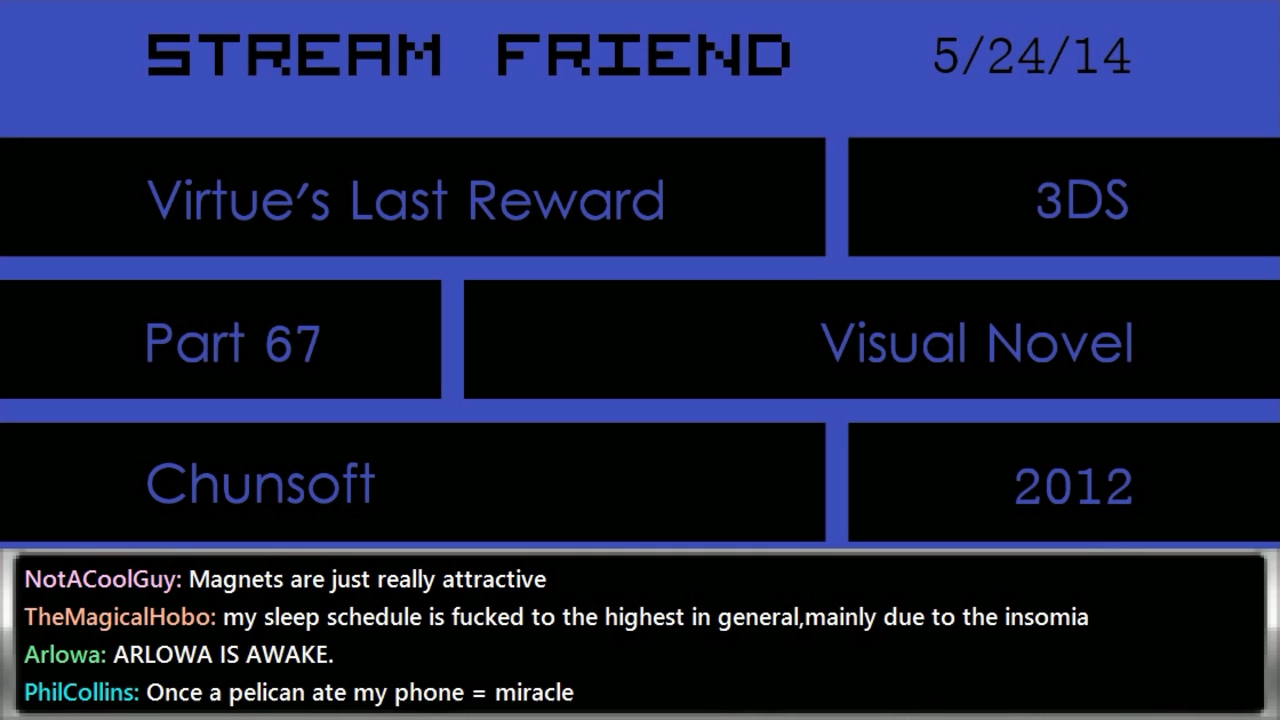 STREAM FRIEND 5/24/14
Virtue's Last Reward 3DS
Part 67 Visual Novel
Chunsoft 2012
NotACoolGuy: Magnets are just really attractive
TheMagicalHobo: my sleep schedule is fucked to the highest in general,mainly due to the insomia
Arlowa: ARLOWA IS AWAKE.
PhilCollins: Once a pelican ate my phone = miracle